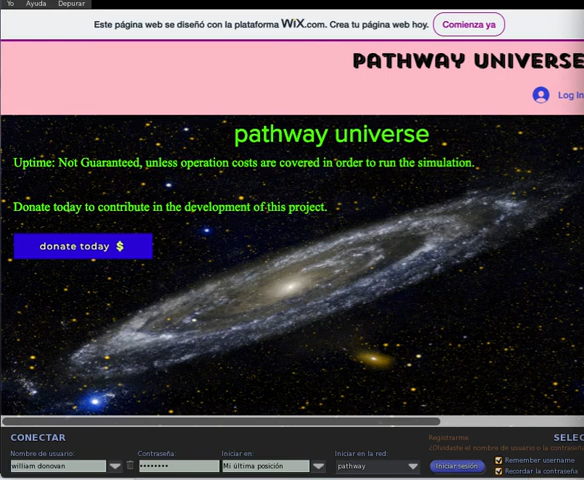 Yo Ayuda Depurar
Este página web se diseñó con la plataforma WiX.com. Crea tu página web hoy. Comienza ya
PATHWAY UNIVERSE
Log In
pathway universe
Uptime: Not Guaranteed, unless operation costs are covered in order to run the simulation.
Donate today to contribute in the development of this project.
donate today $
CONECTAR
Registrarme
SELEC
¿Olvidaste el nombre de usuario o la contraseña
Nombre de usuario: Contraseña: Iniciar en: Iniciar en la red:
william donovan •••••••• Mi última posición pathway Iniciar sesión
Remember username
Recordar la contraseña